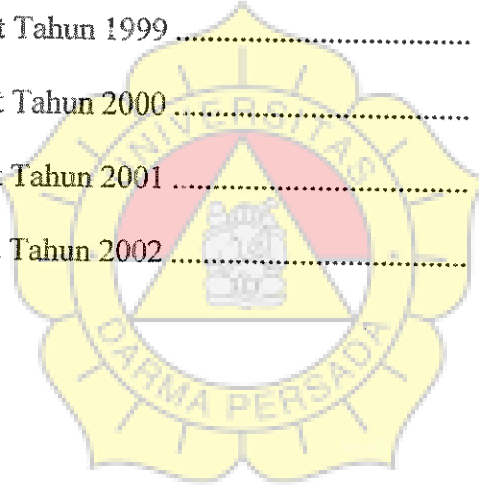 t Tahun 1999 ........................................
t Tahun 2000 ........................................
t Tahun 2001 ........................................
Tahun 2002 ........................................
UNIVERSITAS
DARMA PERSADA